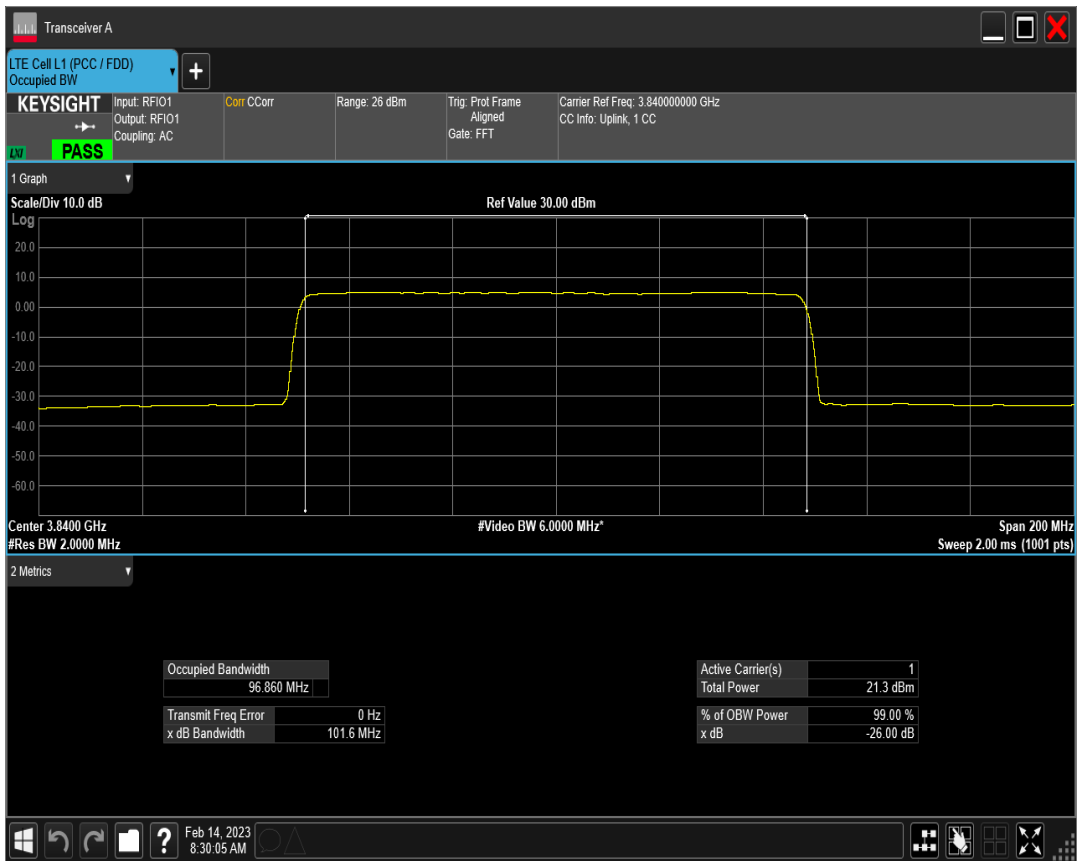 Transceiver A
LTE Cell L1 (PCC / FDD)
Occupied BW
+
KEYSIGHT
LXI
PASS
Input: RFIO1
Output: RFIO1
Coupling: AC
Corr CCorr
Range: 26 dBm
Trig: Prot Frame
Aligned
Gate: FFT
Carrier Ref Freq: 3.840000000 GHz
CC Info: Uplink, 1 CC
1 Graph
Scale/Div 10.0 dB
Ref Value 30.00 dBm
Log
20.0
10.0
0.00
-10.0
-20.0
-30.0
-40.0
-50.0
-60.0
Center 3.8400 GHz
#Video BW 6.0000 MHz*
Span 200 MHz
#Res BW 2.0000 MHz
Sweep 2.00 ms (1001 pts)
2 Metrics
Occupied Bandwidth
96.860 MHz
Transmit Freq Error 0 Hz
x dB Bandwidth 101.6 MHz
Active Carrier(s) 1
Total Power 21.3 dBm
% of OBW Power 99.00 %
x dB -26.00 dB
?
Feb 14, 2023
8:30:05 AM